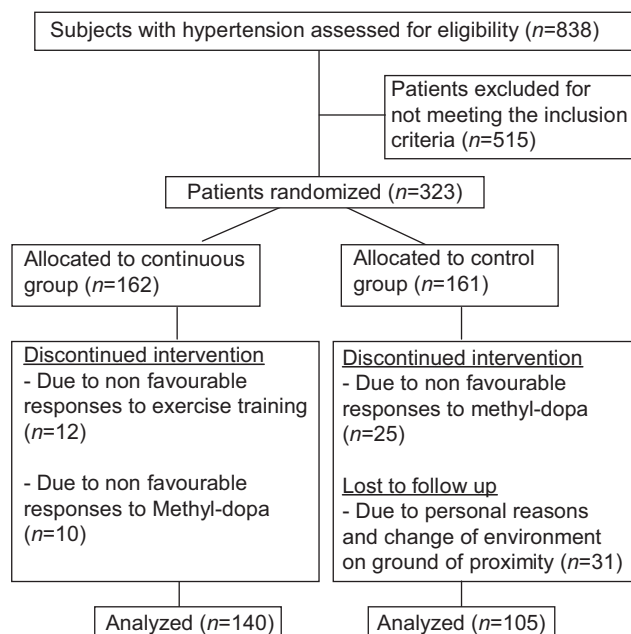 Subjects with hypertension assessed for eligibility (n=838)
Patients excluded for
not meeting the inclusion
criteria (n=515)
Patients randomized (n=323)
Allocated to continuous
group (n=162)
Allocated to control
group (n=161)
Discontinued intervention
- Due to non favourable
responses to exercise training
(n=12)
- Due to non favourable
responses to Methyl-dopa
(n=10)
Discontinued intervention
- Due to non favourable
responses to methyl-dopa
(n=25)
Lost to follow up
- Due to personal reasons
and change of environment
on ground of proximity (n=31)
Analyzed (n=140)
Analyzed (n=105)